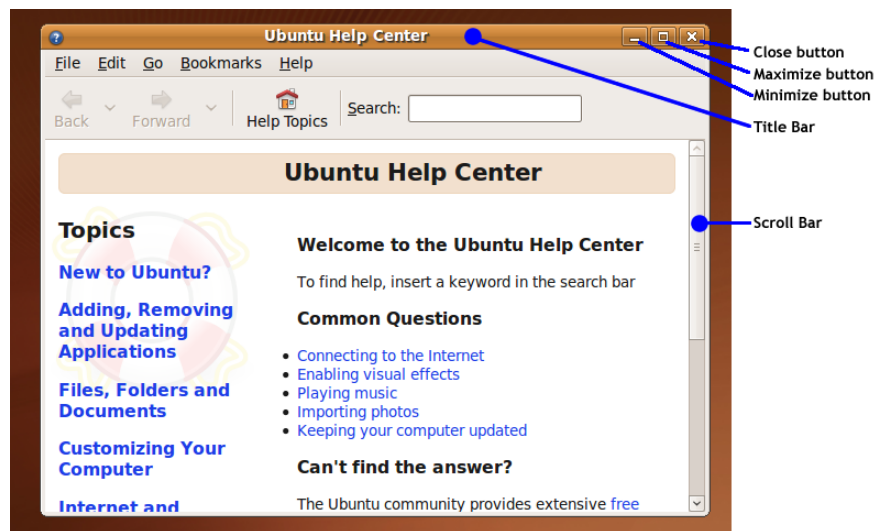 Ubuntu Help Center
Close button
Maximize button
Minimize button
Title Bar
Scroll Bar
File Edit Go Bookmarks Help
Back Forward Help Topics Search:
Ubuntu Help Center
Topics
New to Ubuntu?
Adding, Removing
and Updating
Applications
Files, Folders and
Documents
Customizing Your
Computer
Internet and
Welcome to the Ubuntu Help Center
To find help, insert a keyword in the search bar
Common Questions
• Connecting to the Internet
• Enabling visual effects
• Playing music
• Importing photos
• Keeping your computer updated
Can't find the answer?
The Ubuntu community provides extensive free